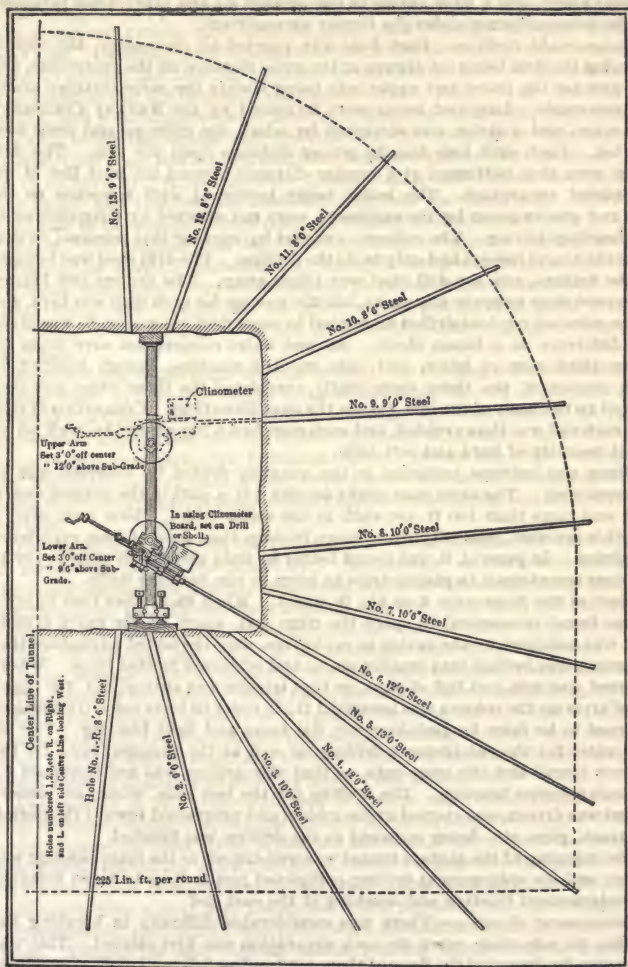 No. 13. 9'6" Steel
No. 12. 8'6" Steel
No. 11. 8'0" Steel
No. 10. 8'6" Steel
Clinometer
No. 9. 9'0" Steel
Upper Arm
Set 3'0" off center
" 12'0" above Sub-Grade.
In using Clinometer
Board, set on Drill
or Shell.
No. 8. 10'0" Steel
Lower Arm.
Set 3'0" off Center
" 9'6" above Sub-
Grade.
No. 7. 10'6" Steel
No. 6. 12'0" Steel
No. 5. 13'0" Steel
No. 4. 12'0" Steel
No. 3. 10'0" Steel
No. 2. 9'0" Steel
Hole No. 1.-R. 8'6" Steel
Center Line of Tunnel
Holes numbered 1,2,3,etc, R. on Right.
and L. on left side Center Line looking West.
225 Lin. ft. per round.